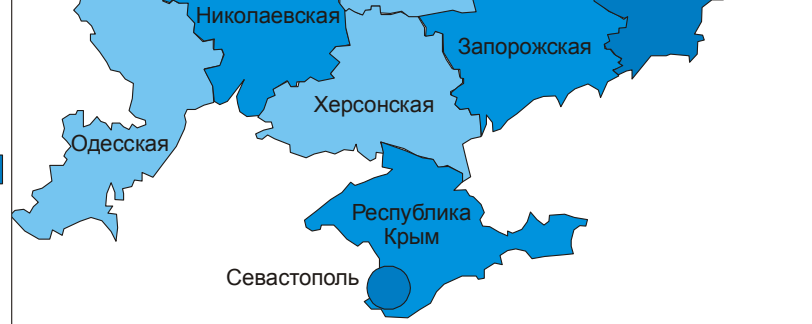 Николаевская
Запорожская
Херсонская
Одесская
Республика
Крым
Севастополь